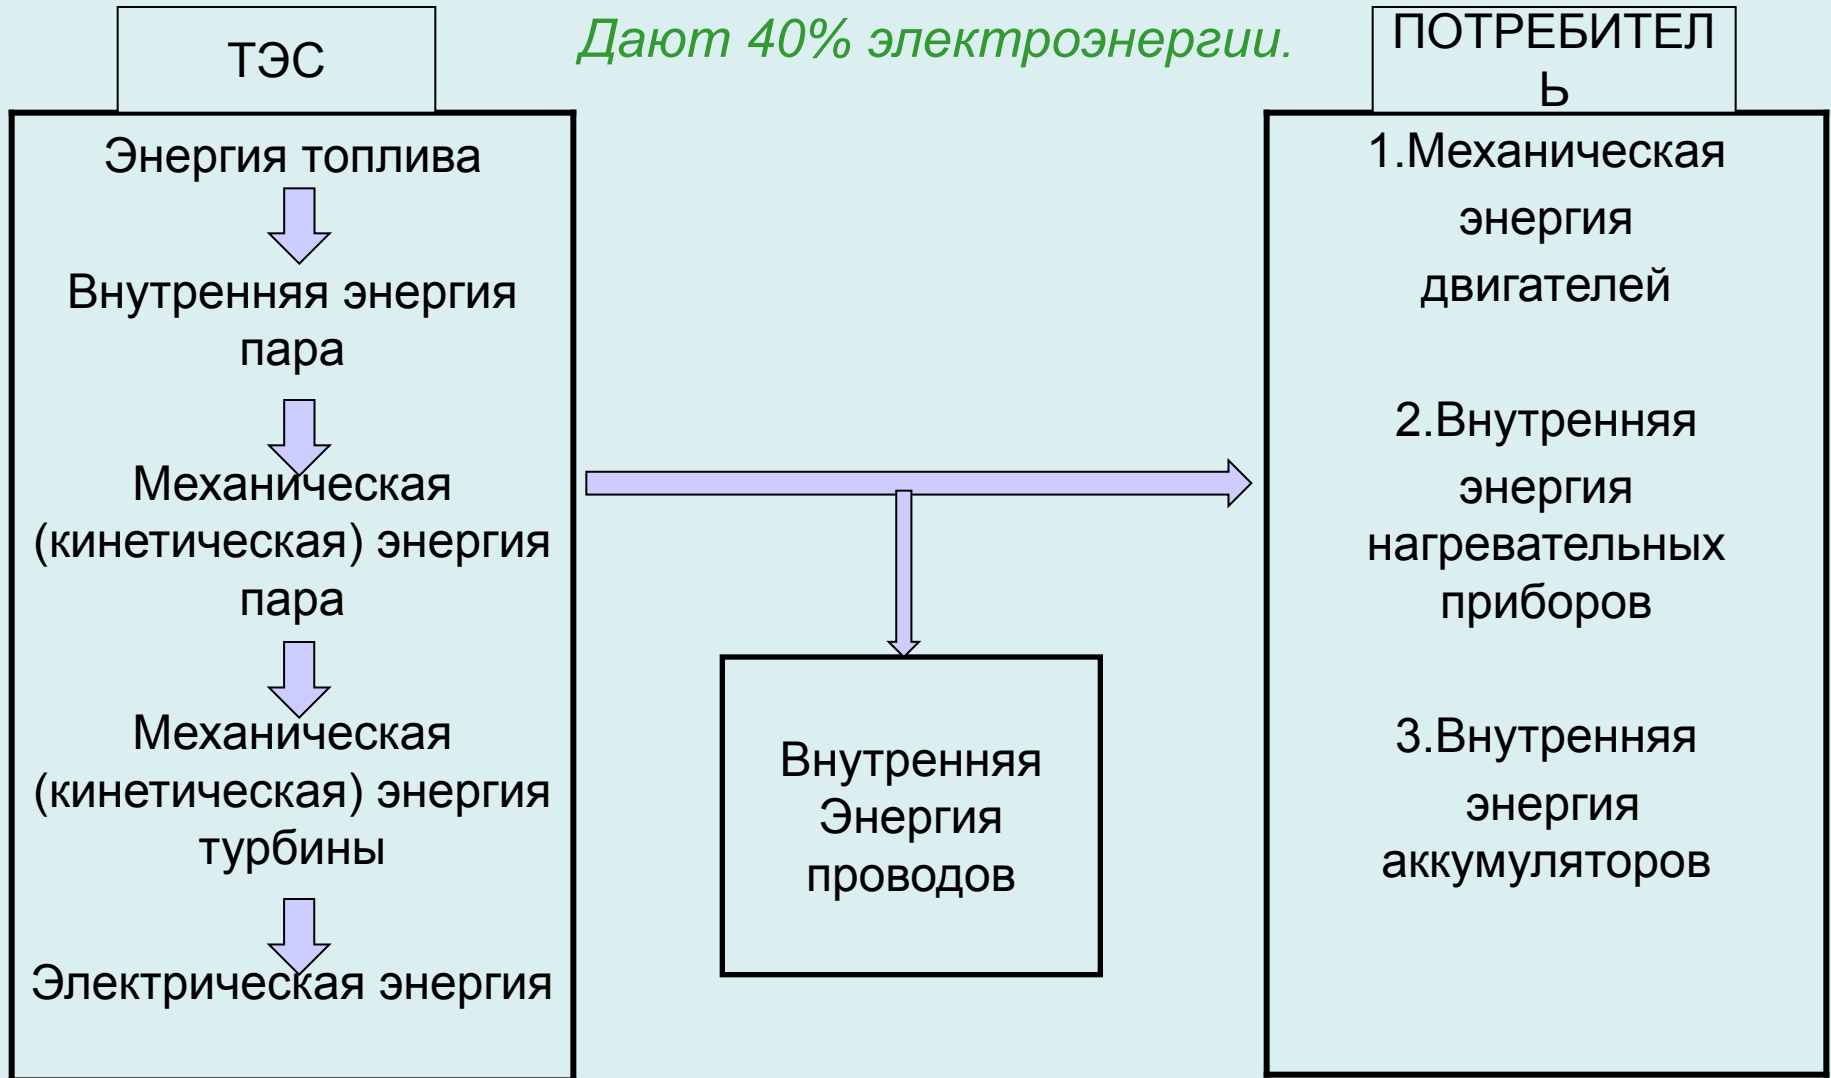 ТЭС
Дают 40% электроэнергии.
ПОТРЕБИТЕЛ
Ь
Энергия топлива
Внутренняя энергия
пара
Механическая
(кинетическая) энергия
пара
Механическая
(кинетическая) энергия
турбины
Электрическая энергия
Внутренняя
Энергия
проводов
1.Механическая
энергия
двигателей
2.Внутренняя
энергия
нагревательных
приборов
3.Внутренняя
энергия
аккумуляторов